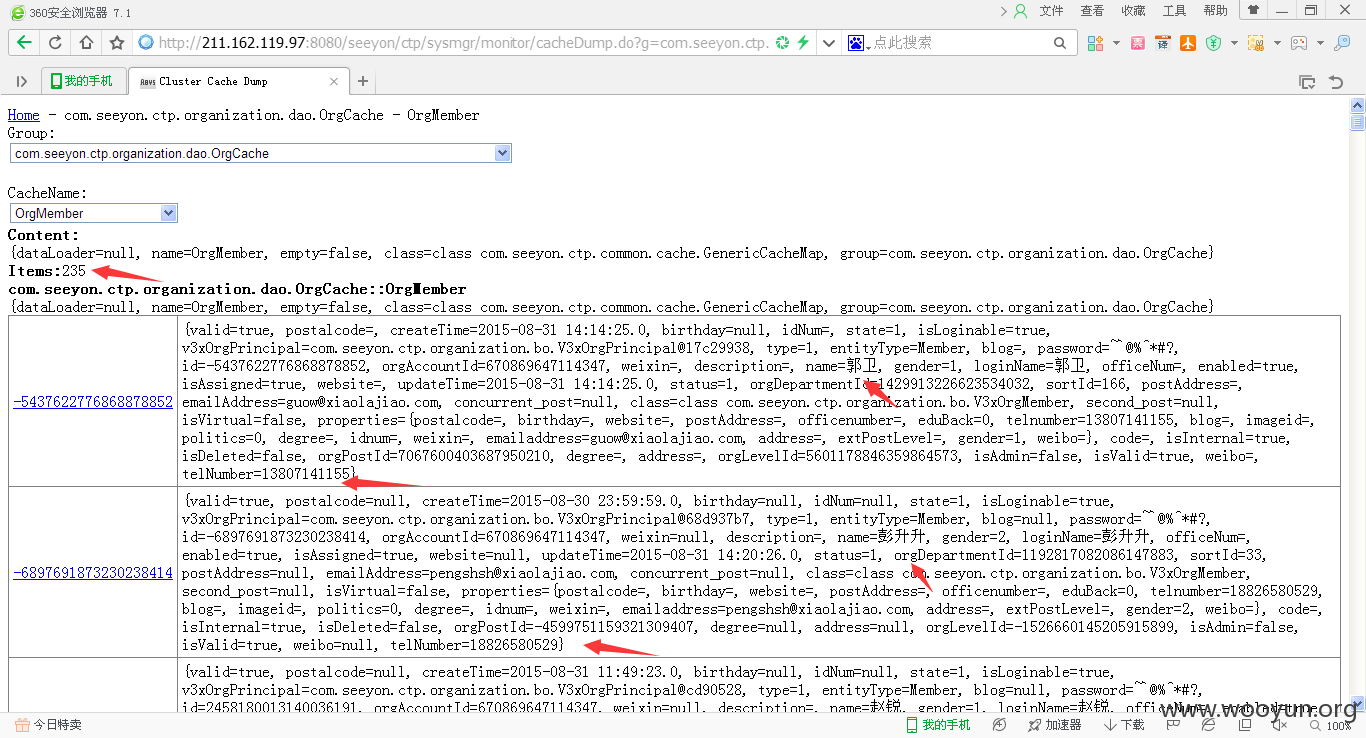 360安全浏览器 7.1
文件 查看 收藏 工具 帮助
http://211.162.119.97:8080/seeyon/ctp/sysmgr/monitor/cacheDump.do?g=com.seeyon.ctp.
点此搜索
我的手机
Cluster Cache Dump
Home - com.seeyon.ctp.organization.dao.OrgCache - OrgMember
Group:
com.seeyon.ctp.organization.dao.OrgCache
CacheName:
OrgMember
Content:
{dataLoader=null, name=OrgMember, empty=false, class=class com.seeyon.ctp.common.cache.GenericCacheMap, group=com.seeyon.ctp.organization.dao.OrgCache}
Items:235
com.seeyon.ctp.organization.dao.OrgCache::OrgMember
{dataLoader=null, name=OrgMember, empty=false, class=class com.seeyon.ctp.common.cache.GenericCacheMap, group=com.seeyon.ctp.organization.dao.OrgCache}
-5437622776868878852
{valid=true, postalcode=, createTime=2015-08-31 14:14:25.0, birthday=null, idNum=, state=1, isLoginable=true,
v3xOrgPrincipal=com.seeyon.ctp.organization.bo.V3xOrgPrincipal@17c29938, type=1, entityType=Member, blog=, password=~`@%^*#?,
id=-5437622776868878852, orgAccountId=670869647114347, weixin=, description=, name=郭卫, gender=1, loginName=郭卫, officeNum=, enabled=true,
isAssigned=true, website=, updateTime=2015-08-31 14:14:25.0, status=1, orgDepartmentId=1429913226623534032, sortId=166, postAddress=,
emailAddress=guow@xiaolajiao.com, concurrent_post=null, class=class com.seeyon.ctp.organization.bo.V3xOrgMember, second_post=null,
isVirtual=false, properties={postalcode=, birthday=, website=, postAddress=, officenumber=, eduBack=0, telnumber=13807141155, blog=, imageid=,
politics=0, degree=, idnum=, weixin=, emailaddress=guow@xiaolajiao.com, address=, extPostLevel=, gender=1, weibo=}, code=, isInternal=true,
isDeleted=false, orgPostId=7067600403687950210, degree=, address=, orgLevelId=5601178846359864573, isAdmin=false, isValid=true, weibo=,
telNumber=13807141155}
-6897691873230238414
{valid=true, postalcode=null, createTime=2015-08-30 23:59:59.0, birthday=null, idNum=null, state=1, isLoginable=true,
v3xOrgPrincipal=com.seeyon.ctp.organization.bo.V3xOrgPrincipal@68d937b7, type=1, entityType=Member, blog=null, password=~`@%^*#?,
id=-6897691873230238414, orgAccountId=670869647114347, weixin=null, description=, name=彭升升, gender=2, loginName=彭升升, officeNum=,
enabled=true, isAssigned=true, website=null, updateTime=2015-08-31 14:20:26.0, status=1, orgDepartmentId=1192817082086147883, sortId=33,
postAddress=null, emailAddress=pengshsh@xiaolajiao.com, concurrent_post=null, class=class com.seeyon.ctp.organization.bo.V3xOrgMember,
second_post=null, isVirtual=false, properties={postalcode=, birthday=, website=, postAddress=, officenumber=, eduBack=0, telnumber=18826580529,
blog=, imageid=, politics=0, degree=, idnum=, weixin=, emailaddress=pengshsh@xiaolajiao.com, address=, extPostLevel=, gender=2, weibo=}, code=,
isInternal=true, isDeleted=false, orgPostId=-4599751159321309407, degree=null, address=null, orgLevelId=-1526660145205915899, isAdmin=false,
isValid=true, weibo=null, telNumber=18826580529}
{valid=true, postalcode=null, createTime=2015-08-31 11:49:23.0, birthday=null, idNum=null, state=1, isLoginable=true,
v3xOrgPrincipal=com.seeyon.ctp.organization.bo.V3xOrgPrincipal@cd90528, type=1, entityType=Member, blog=null, password=~`@%^*#?,
id=2458180013140036191, orgAccountId=670869647114347, weixin=null, description=, name=赵锐, gender=1, loginName=赵锐, officeNum=, enabled=true,
www.wooyun.org
今日特卖
我的手机
加速器
下载
100%